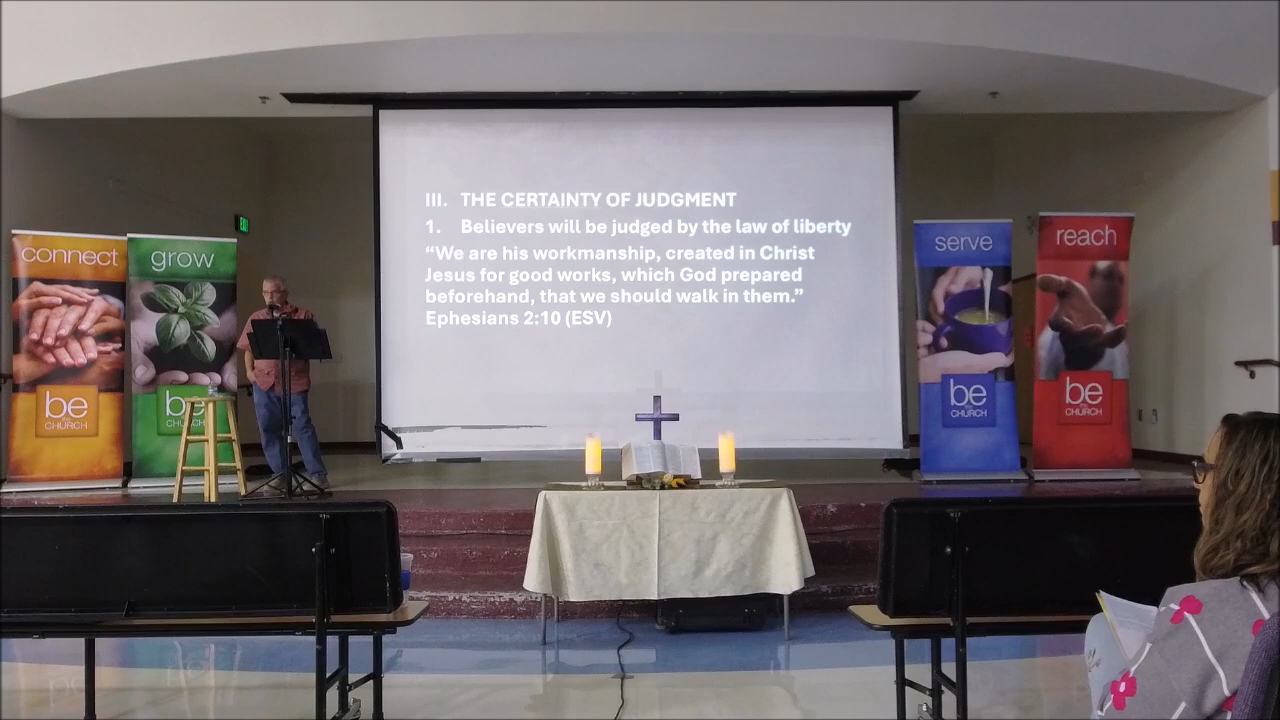 III. THE CERTAINTY OF JUDGMENT
1. Believers will be judged by the law of liberty
“We are his workmanship, created in Christ
Jesus for good works, which God prepared
beforehand, that we should walk in them.”
Ephesians 2:10 (ESV)
connect
be
CHURCH
grow
be
CHURCH
EXIT
serve
be
CHURCH
reach
be
CHURCH